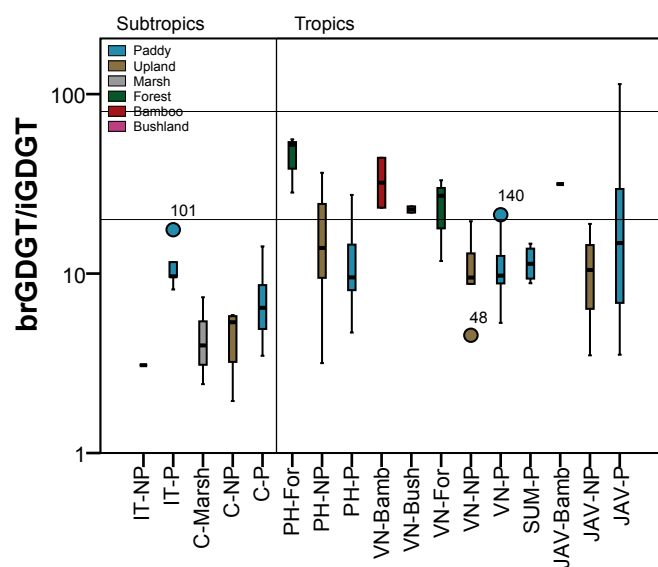 Subtropics Tropics
Paddy
Upland
Marsh
Forest
Bamboo
Bushland
brGDGT/iGDGT
100
10
1
101
140
48
IT-NP
IT-P
C-Marsh
C-NP
C-P
PH-For
PH-NP
PH-P
VN-Bamb
VN-Bush
VN-For
VN-NP
VN-P
SUM-P
JAV-Bamb
JAV-NP
JAV-P